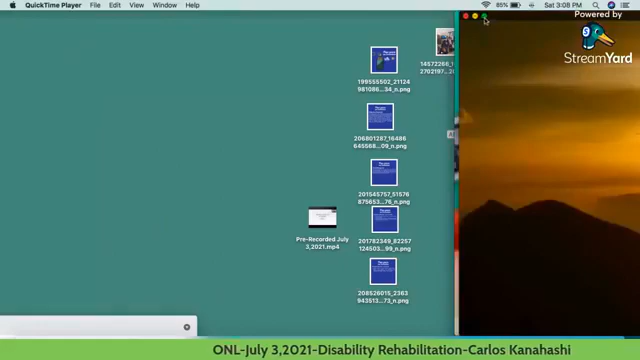 QuickTime Player File Edit View Window Help
85% Sat 3:08 PM
Powered by
StreamYard
14572266_1
2702197...
199555502_21124
981086...34_n.png
206801287_16486
645568...09_n.png
201545757_51576
875653...76_n.png
Pre-Recorded July
3,2021.mp4
201782349_82257
124503...99_n.png
208526015_2363
943513...73_n.png
ONL-July 3,2021-Disability Rehabilitation-Carlos Kanahashi